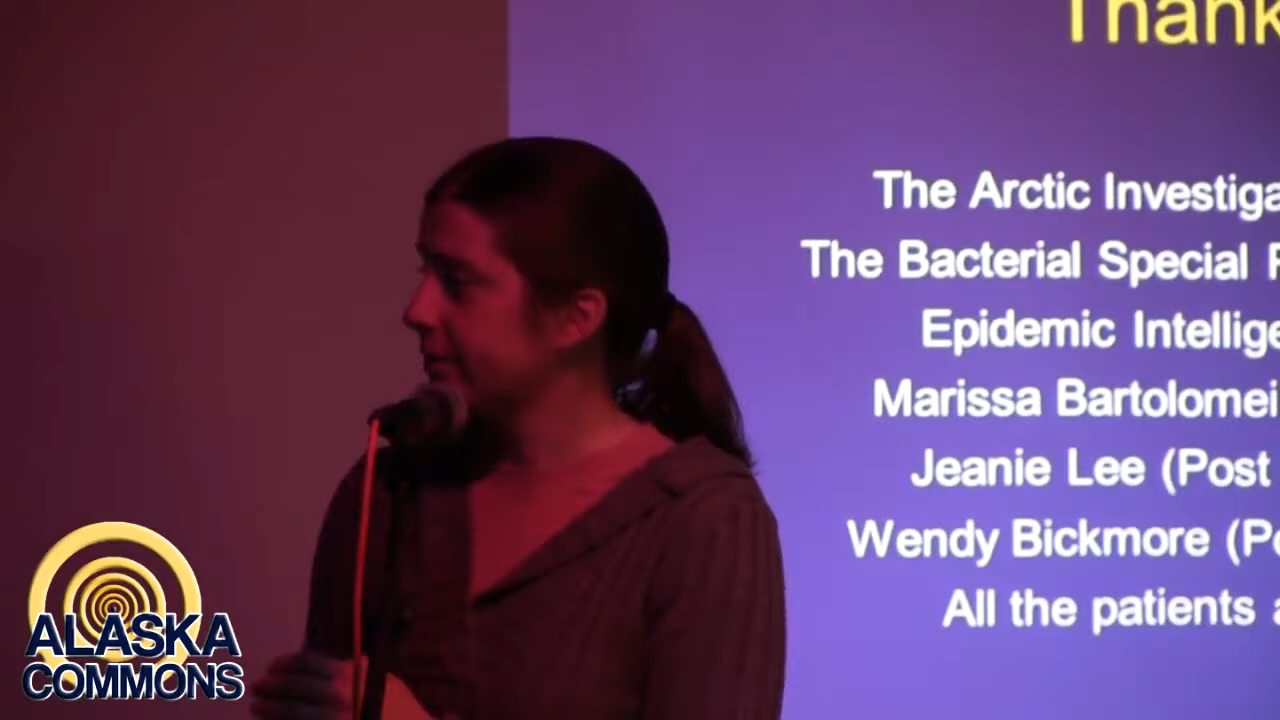 Thank
The Arctic Investiga
The Bacterial Special
Epidemic Intellige
Marissa Bartolomei
Jeanie Lee (Post
Wendy Bickmore (Po
All the patients
ALASKA
COMMONS